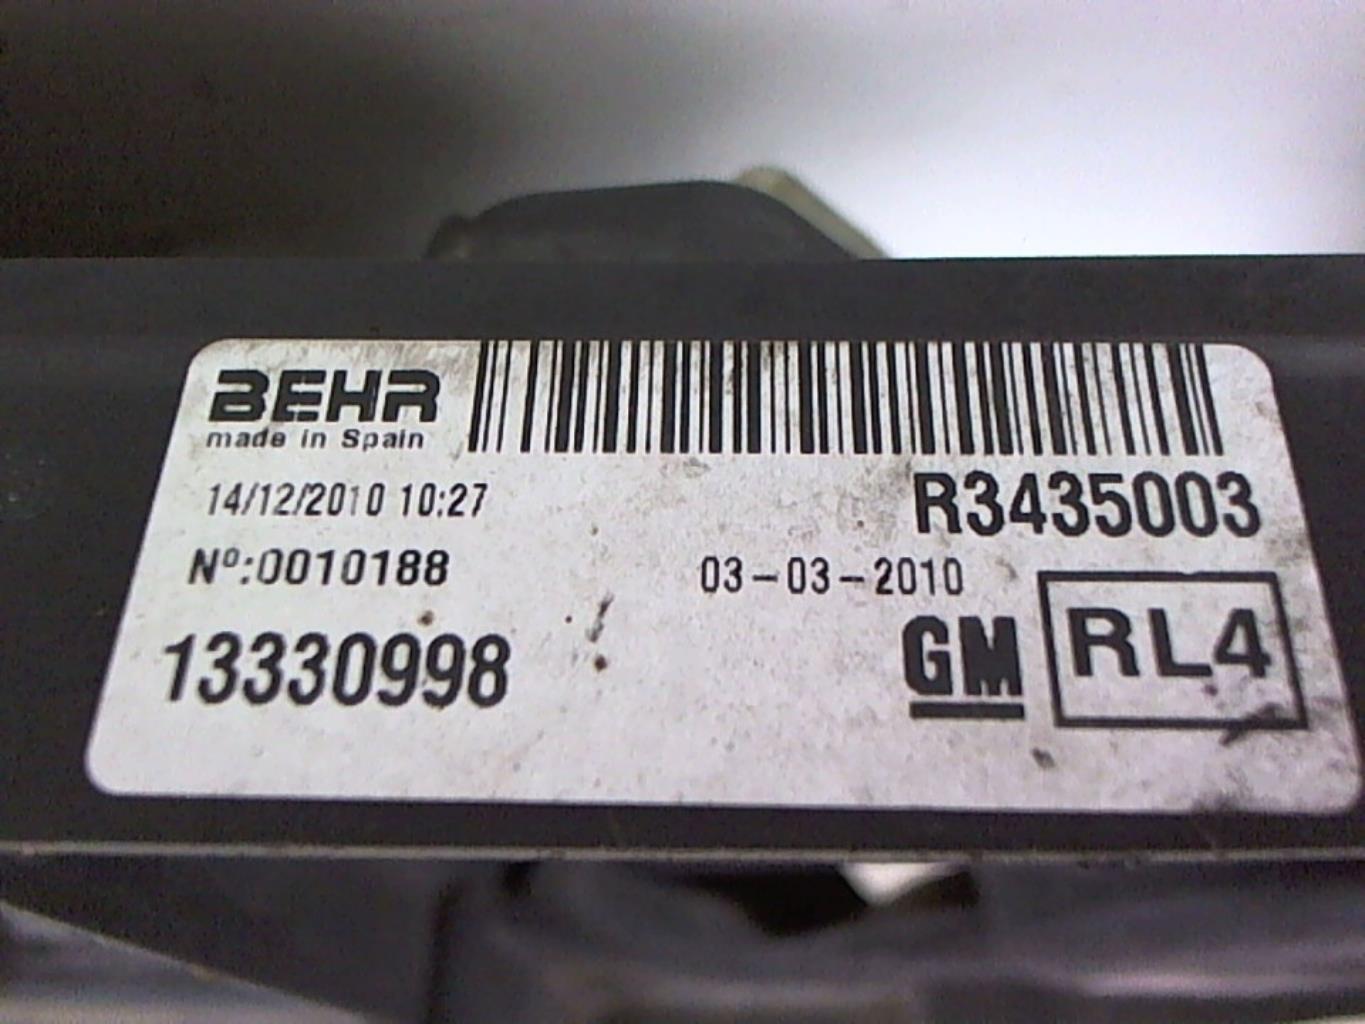 BEHR
made in Spain
14/12/2010 10:27
R3435003
Nº:0010188
03-03-2010
13330998
GM
RL4